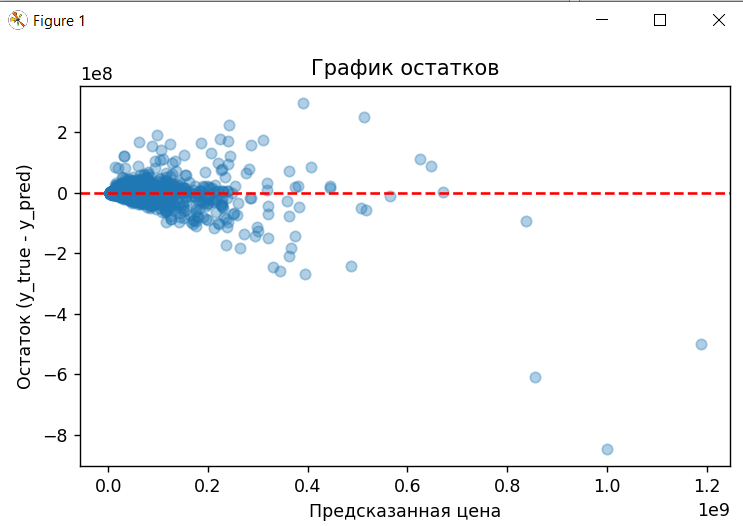 Figure 1
График остатков
1e8
2
0
−2
−4
−6
−8
Остаток (y_true - y_pred)
0.0 0.2 0.4 0.6 0.8 1.0 1.2
1e9
Предсказанная цена